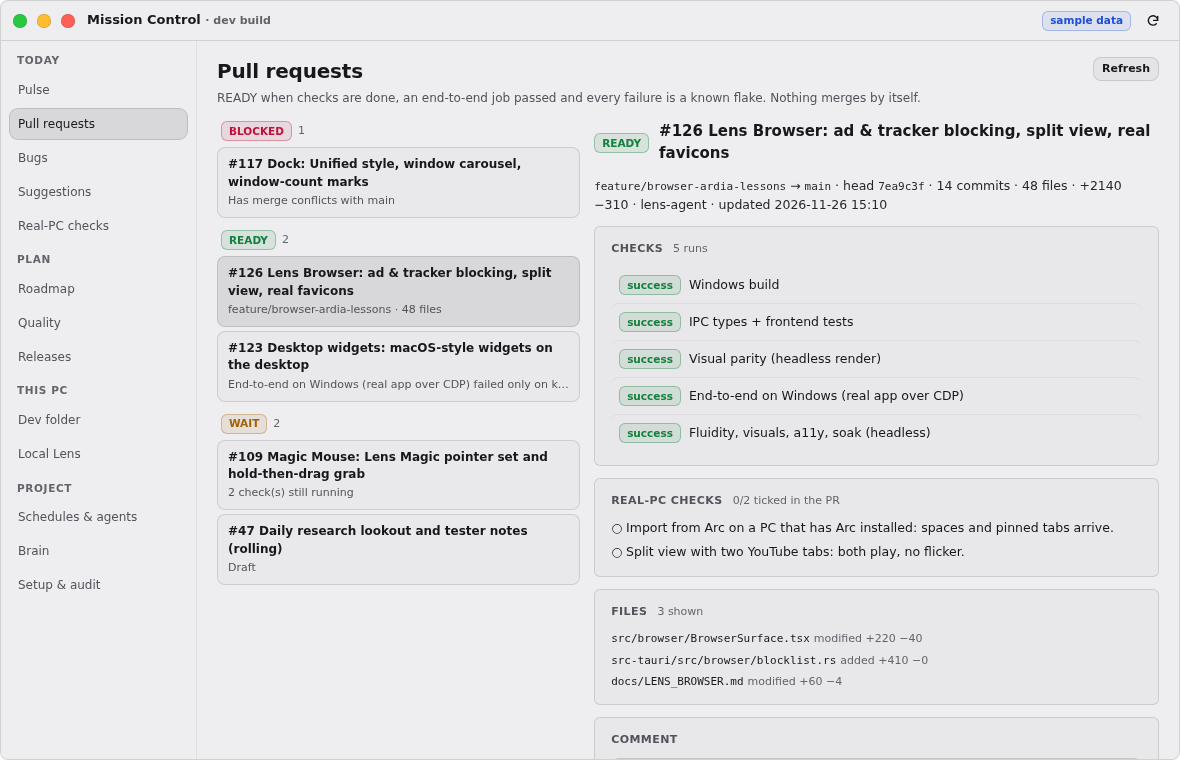 Mission Control · dev build
sample data
TODAY
Pulse
Pull requests
Bugs
Suggestions
Real-PC checks
PLAN
Roadmap
Quality
Releases
THIS PC
Dev folder
Local Lens
PROJECT
Schedules & agents
Brain
Setup & audit
Pull requests
Refresh
READY when checks are done, an end-to-end job passed and every failure is a known flake. Nothing merges by itself.
BLOCKED 1
#117 Dock: Unified style, window carousel,
window-count marks
Has merge conflicts with main
READY 2
#126 Lens Browser: ad & tracker blocking, split
view, real favicons
feature/browser-ardia-lessons · 48 files
#123 Desktop widgets: macOS-style widgets on
the desktop
End-to-end on Windows (real app over CDP) failed only on k…
WAIT 2
#109 Magic Mouse: Lens Magic pointer set and
hold-then-drag grab
2 check(s) still running
#47 Daily research lookout and tester notes
(rolling)
Draft
READY
#126 Lens Browser: ad & tracker blocking, split view, real
favicons
feature/browser-ardia-lessons → main · head 7ea9c3f · 14 commits · 48 files · +2140
−310 · lens-agent · updated 2026-11-26 15:10
CHECKS 5 runs
success Windows build
success IPC types + frontend tests
success Visual parity (headless render)
success End-to-end on Windows (real app over CDP)
success Fluidity, visuals, a11y, soak (headless)
REAL-PC CHECKS 0/2 ticked in the PR
○ Import from Arc on a PC that has Arc installed: spaces and pinned tabs arrive.
○ Split view with two YouTube tabs: both play, no flicker.
FILES 3 shown
src/browser/BrowserSurface.tsx modified +220 −40
src-tauri/src/browser/blocklist.rs added +410 −0
docs/LENS_BROWSER.md modified +60 −4
COMMENT